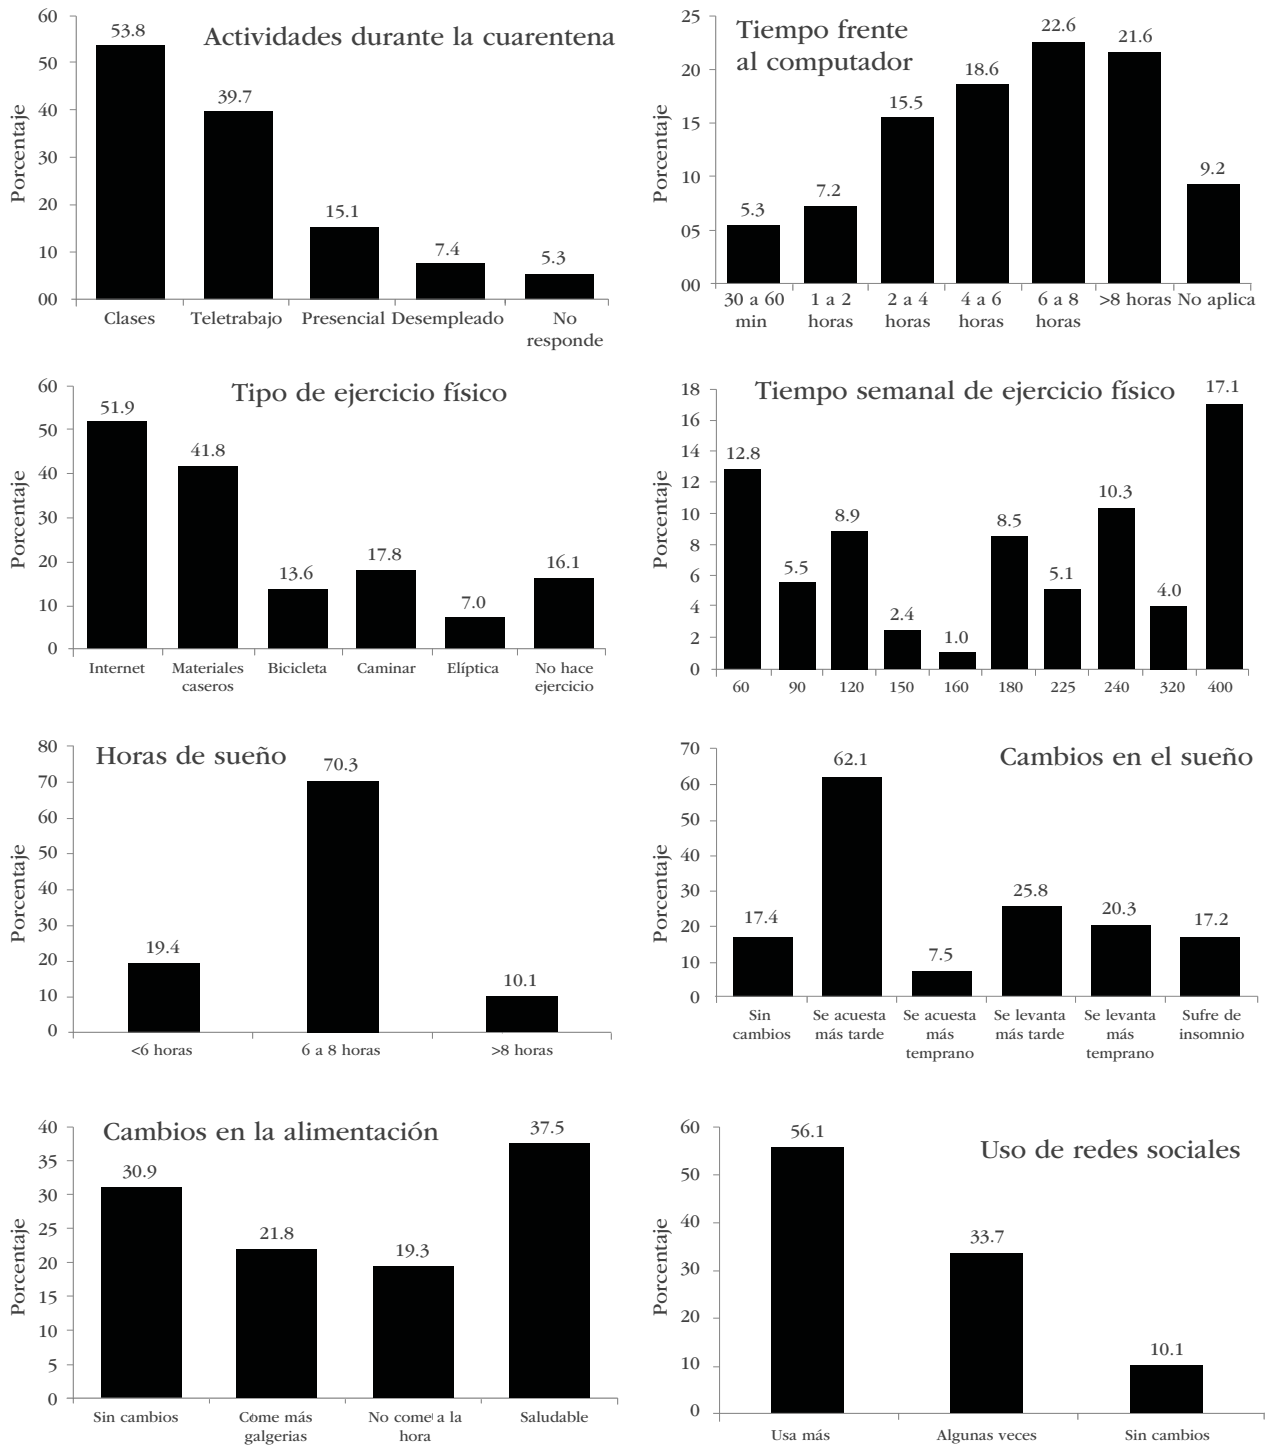 Actividades durante la cuarentena
Porcentaje
60
50
40
30
20
10
00
53.8
39.7
15.1
7.4
5.3
Clases
Teletrabajo
Presencial
Desempleado
No
responde
Tiempo frente
al computador
Porcentaje
25
20
15
10
05
00
5.3
7.2
15.5
18.6
22.6
21.6
9.2
30 a 60
min
1 a 2
horas
2 a 4
horas
4 a 6
horas
6 a 8
horas
>8 horas
No aplica
Tipo de ejercicio físico
Porcentaje
60
50
40
30
20
10
0
51.9
41.8
13.6
17.8
7.0
16.1
Internet
Materiales
caseros
Bicicleta
Caminar
Elíptica
No hace
ejercicio
Tiempo semanal de ejercicio físico
Porcentaje
18
16
14
12
10
8
6
4
2
0
12.8
5.5
8.9
2.4
1.0
8.5
5.1
10.3
4.0
17.1
60
90
120
150
160
180
225
240
320
400
Horas de sueño
Porcentaje
80
70
60
50
40
30
20
10
0
19.4
70.3
10.1
<6 horas
6 a 8 horas
>8 horas
Cambios en el sueño
Porcentaje
70
60
50
40
30
20
10
0
17.4
62.1
7.5
25.8
20.3
17.2
Sin
cambios
Se acuesta
más tarde
Se acuesta
más
temprano
Se levanta
más tarde
Se levanta
más
temprano
Sufre de
insomnio
Cambios en la alimentación
Porcentaje
40
35
30
25
20
15
10
5
0
30.9
21.8
19.3
37.5
Sin cambios
Come más
galgerias
No come a la
hora
Saludable
Uso de redes sociales
Porcentaje
60
50
40
30
20
10
0
56.1
33.7
10.1
Usa más
Algunas veces
Sin cambios